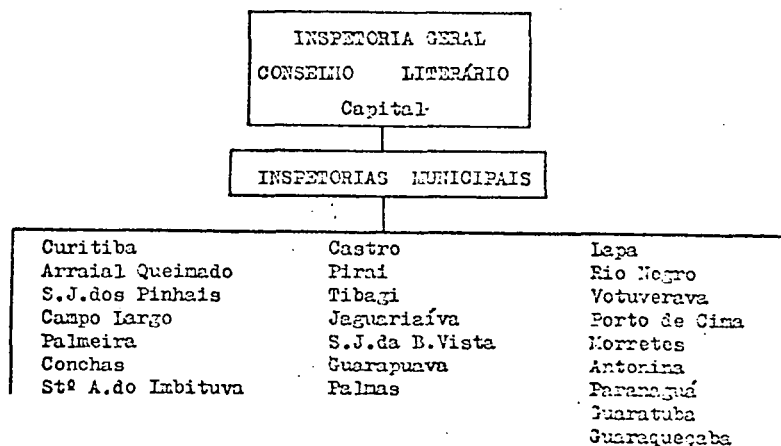 INSPETORIA GERAL
CONSELHO LITERÁRIO
Capital
INSPETORIAS MUNICIPAIS
Curitiba
Arraial Queimado
S.J.dos Pinhais
Campo Largo
Palmeira
Conchas
Stº A.do Imbituva
Castro
Pirai
Tibagi
Jaguariaíva
S.J.da B.Vista
Guarapuava
Palmas
Lapa
Rio Negro
Votuverava
Porto de Cima
Morretes
Antonina
Paranaguá
Guaratuba
Guaraqueçaba